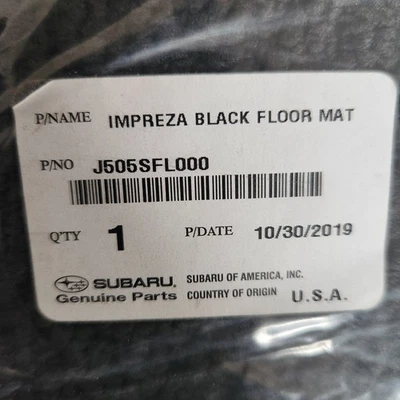 P/NAME IMPREZA BLACK FLOOR MAT
P/NO J505SFL000
Q'TY 1 P/DATE 10/30/2019
SUBARU. SUBARU OF AMERICA, INC.
Genuine Parts COUNTRY OF ORIGIN U.S.A.